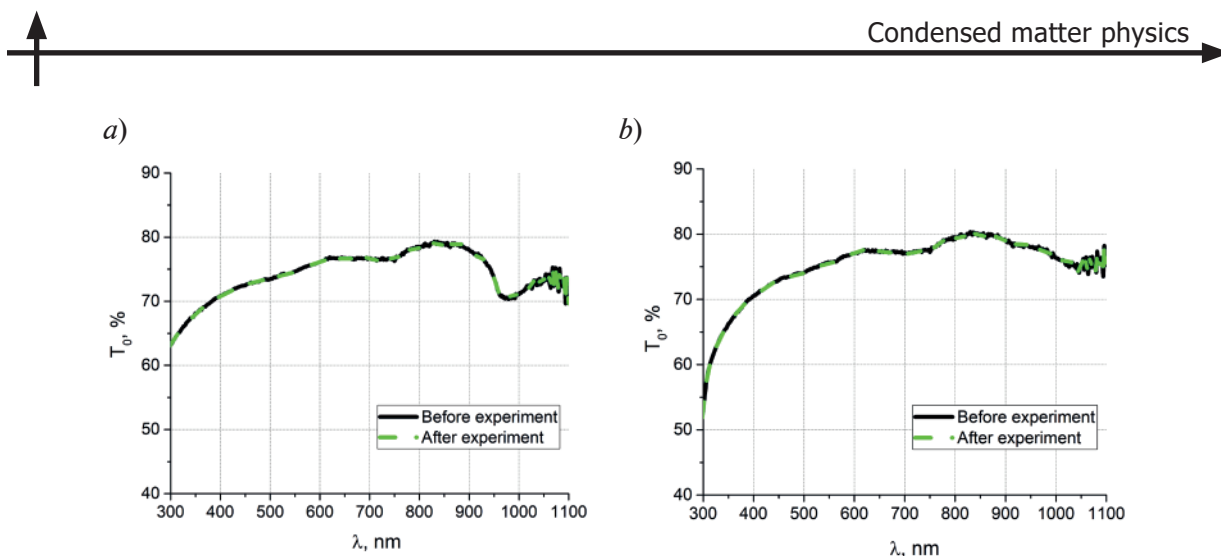 Condensed matter physics
a)
b)
90
80
70
60
50
40
T0, %
300 400 500 600 700 800 900 1000 1100
λ, nm
Before experiment
After experiment
90
80
70
60
50
40
T0, %
300 400 500 600 700 800 900 1000 1100
λ, nm
Before experiment
After experiment